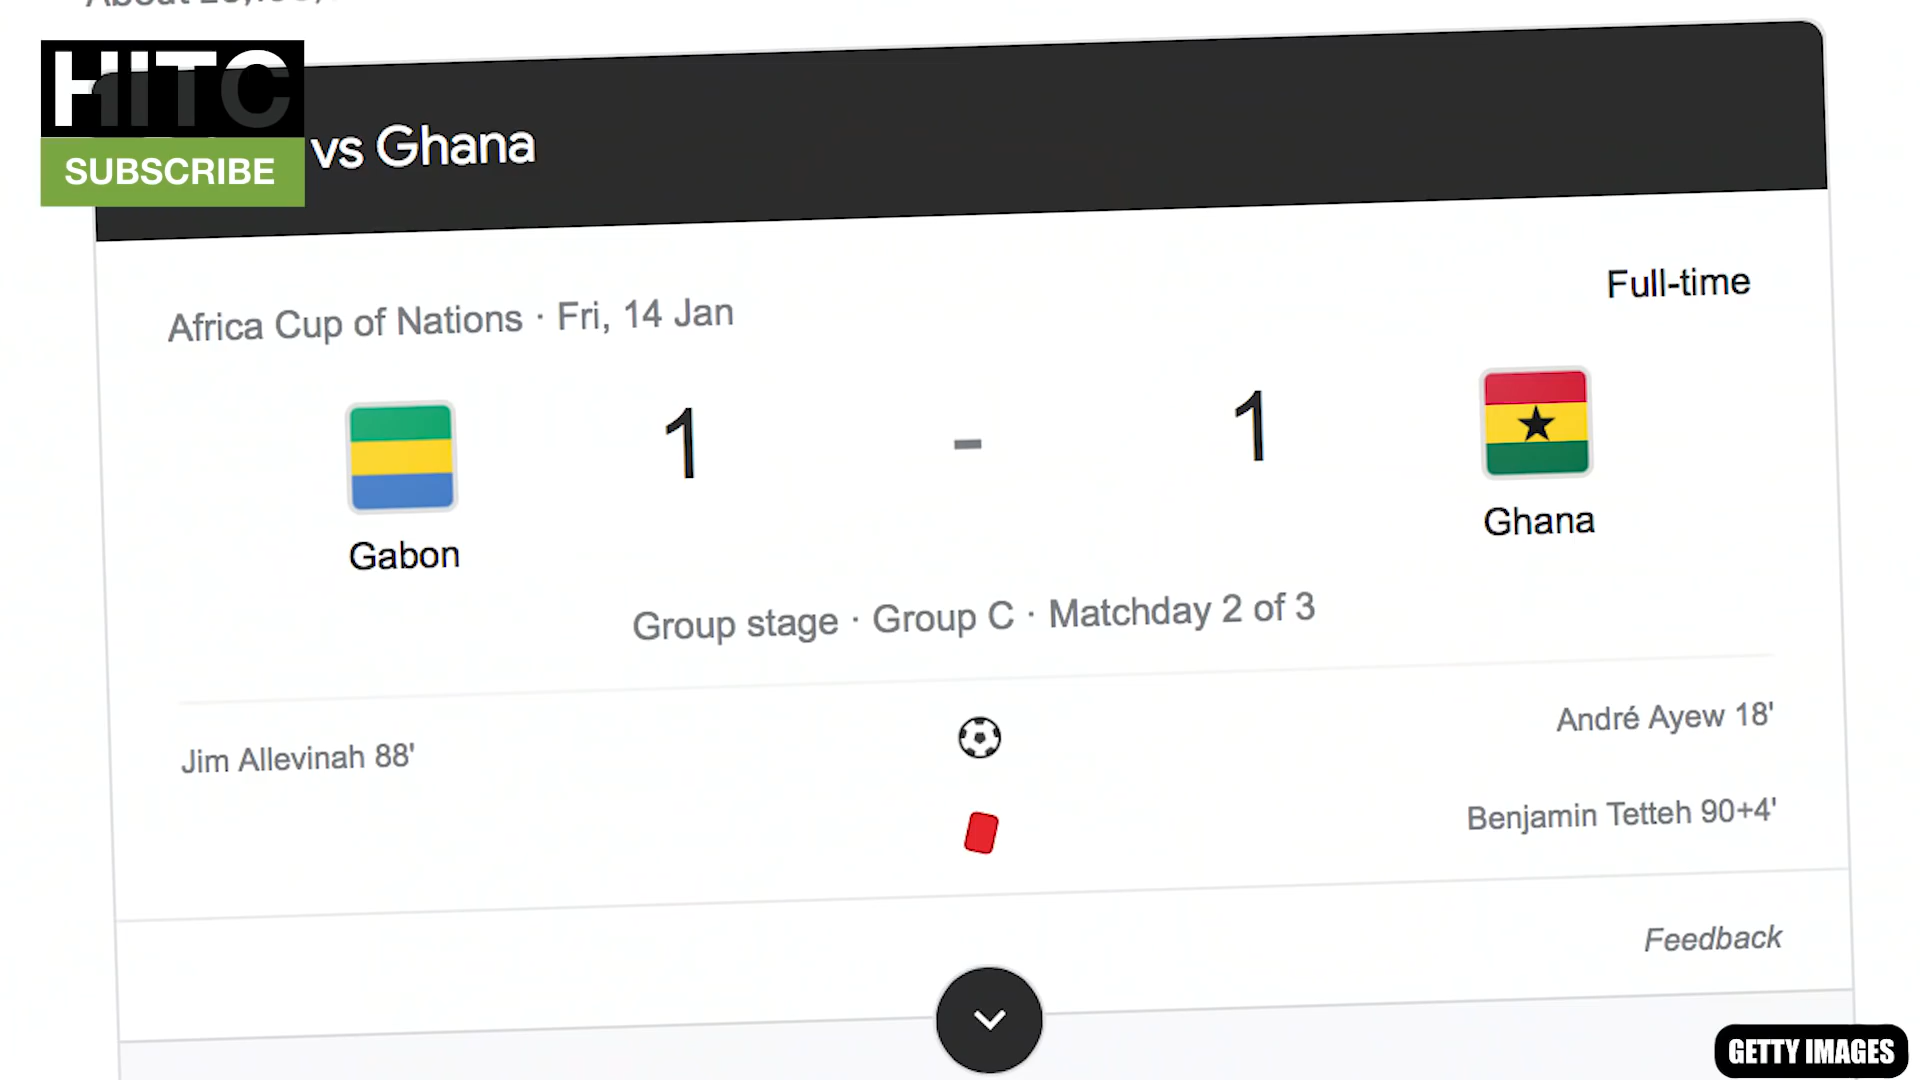 HITC
SUBSCRIBE
vs Ghana
Africa Cup of Nations · Fri, 14 Jan
Full-time
1 - 1
Gabon
Ghana
Group stage · Group C · Matchday 2 of 3
Jim Allevinah 88'
André Ayew 18'
Benjamin Tetteh 90+4'
Feedback
GETTY IMAGES